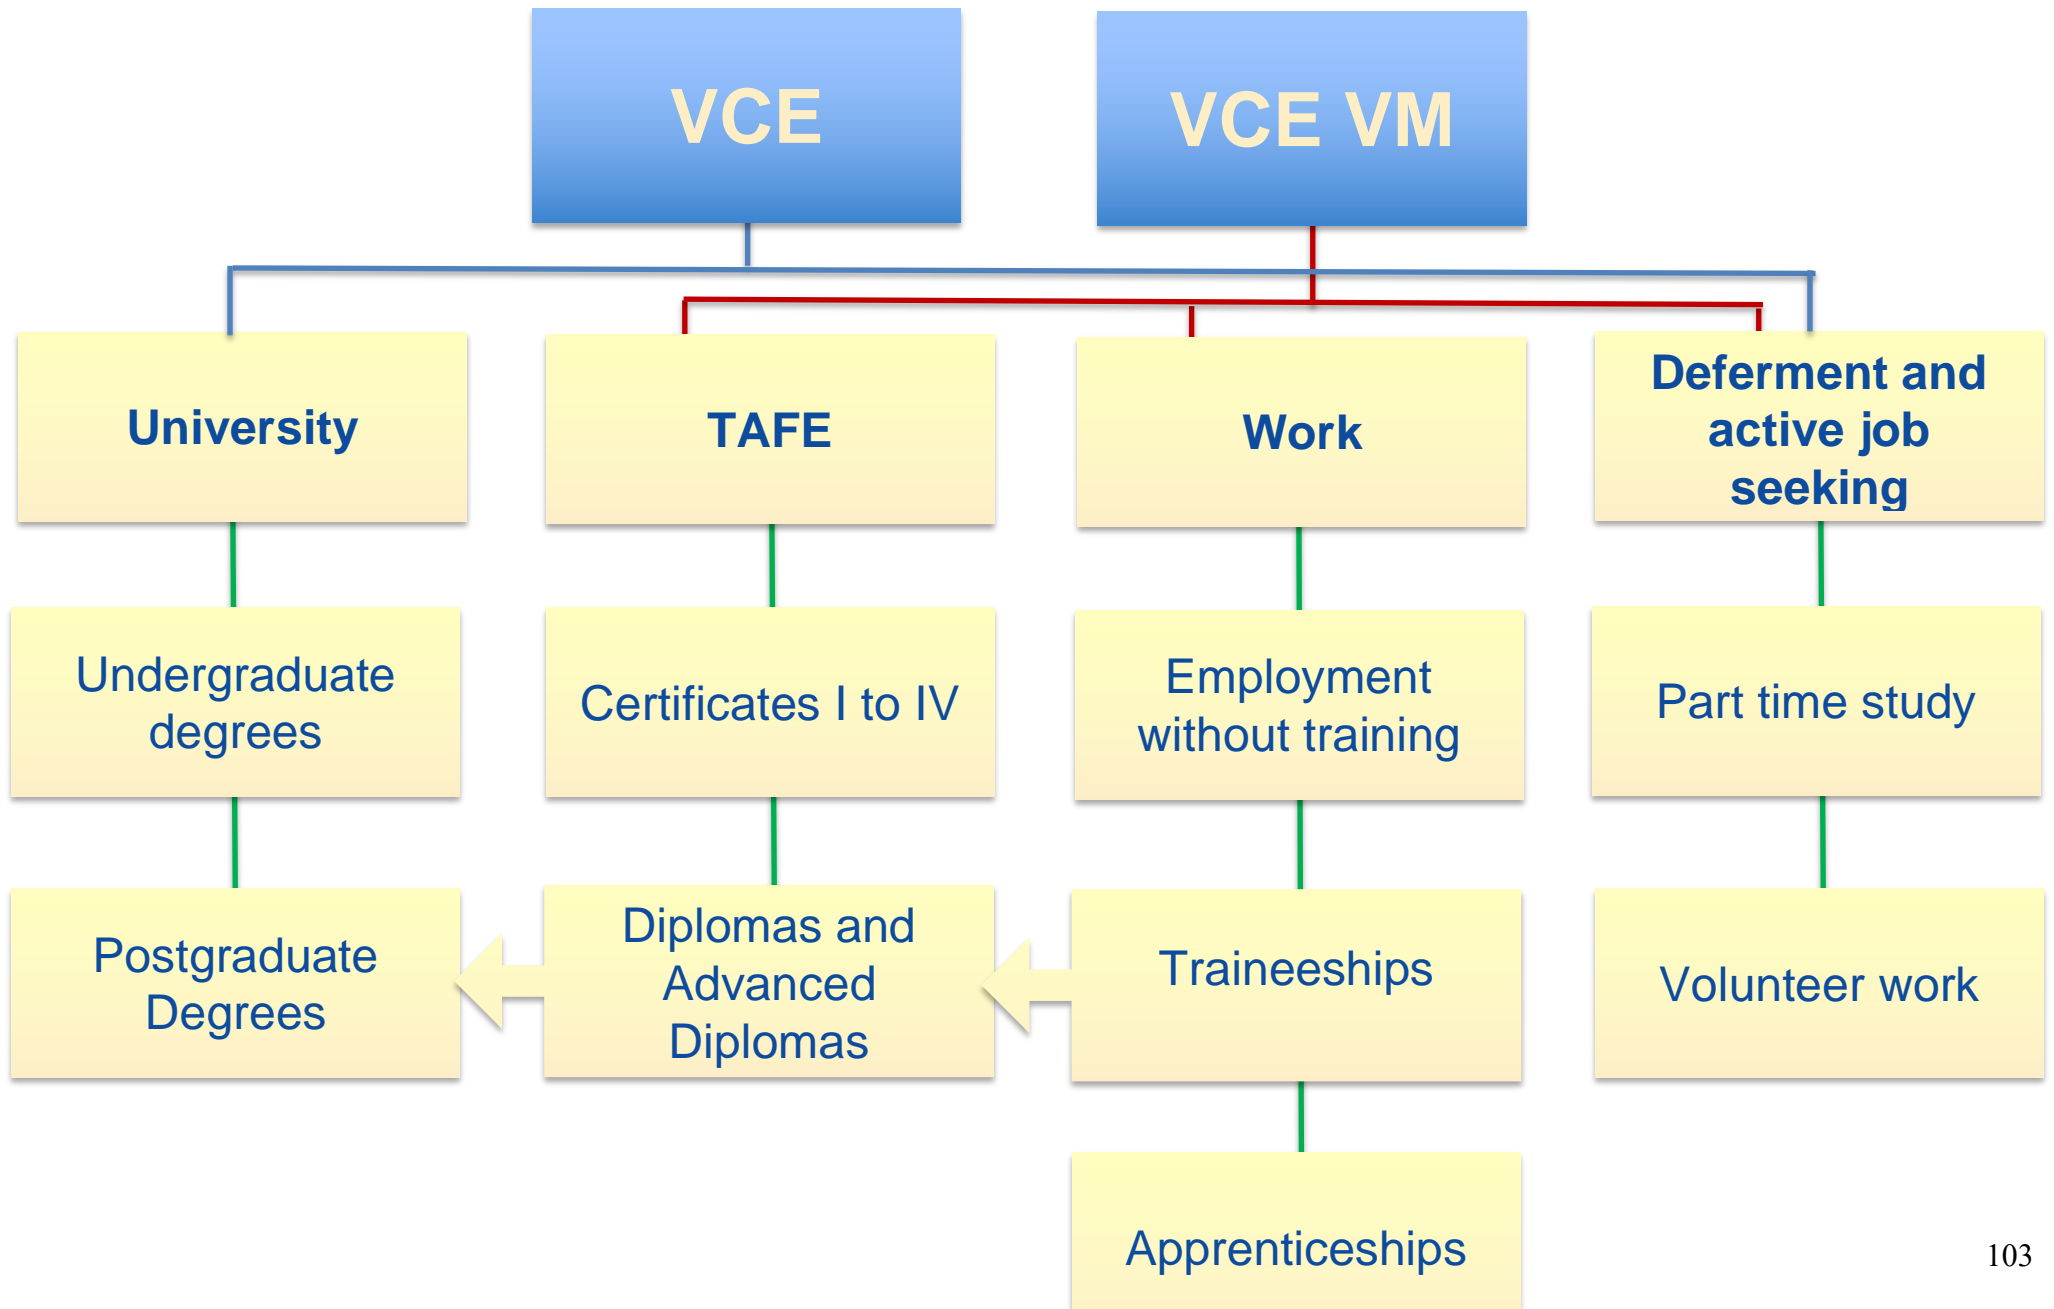 VCE
VCE VM
University
TAFE
Work
Deferment and
active job
seeking
Undergraduate
degrees
Certificates I to IV
Employment
without training
Part time study
Postgraduate
Degrees
Diplomas and
Advanced
Diplomas
Traineeships
Volunteer work
Apprenticeships
103